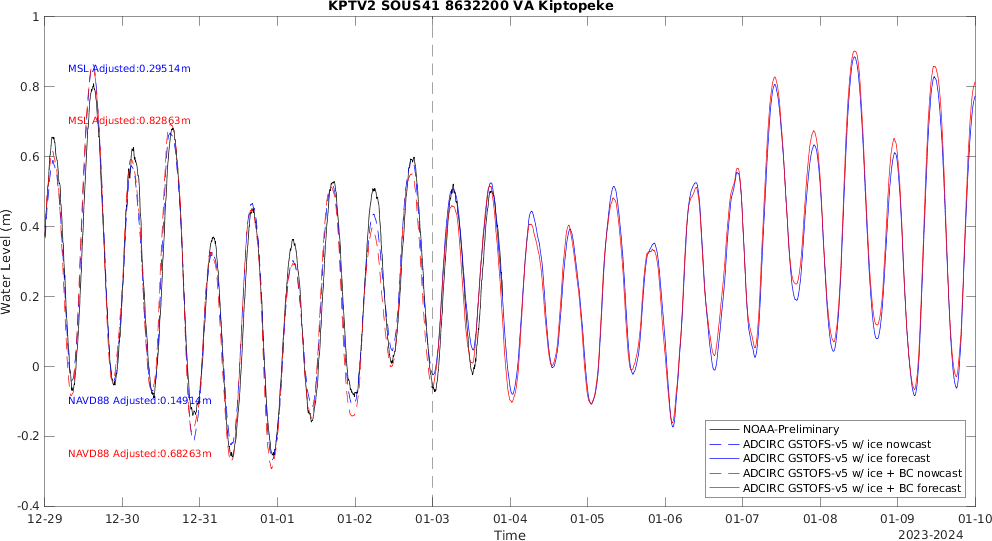 KPTV2 SOUS41 8632200 VA Kiptopeke
Water Level (m)
1
0.8
0.6
0.4
0.2
0
-0.2
-0.4
MSL Adjusted:0.29514m
MSL Adjusted:0.82863m
NAVD88 Adjusted:0.14914m
NAVD88 Adjusted:0.68263m
NOAA-Preliminary
ADCIRC GSTOFS-v5 w/ ice nowcast
ADCIRC GSTOFS-v5 w/ ice forecast
ADCIRC GSTOFS-v5 w/ ice + BC nowcast
ADCIRC GSTOFS-v5 w/ ice + BC forecast
12-29 12-30 12-31 01-01 01-02 01-03 01-04 01-05 01-06 01-07 01-08 01-09 01-10
Time
2023-2024